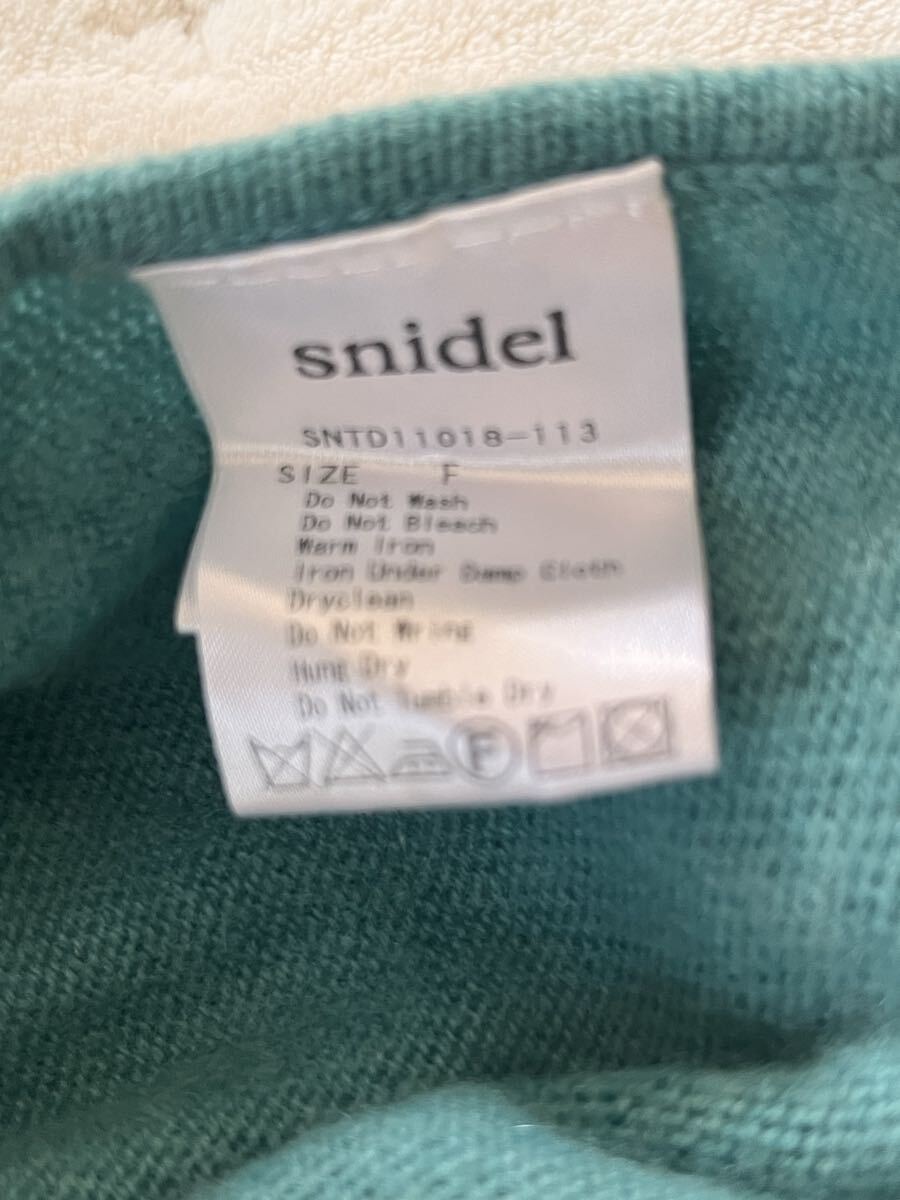 snidel
SNTD11018-113
SIZE F
Do Not Wash
Do Not Bleach
Warm Iron
Iron Under Damp Cloth
Dryclean
Do Not Wring
Hung Dry
Do Not Tumble Dry
F